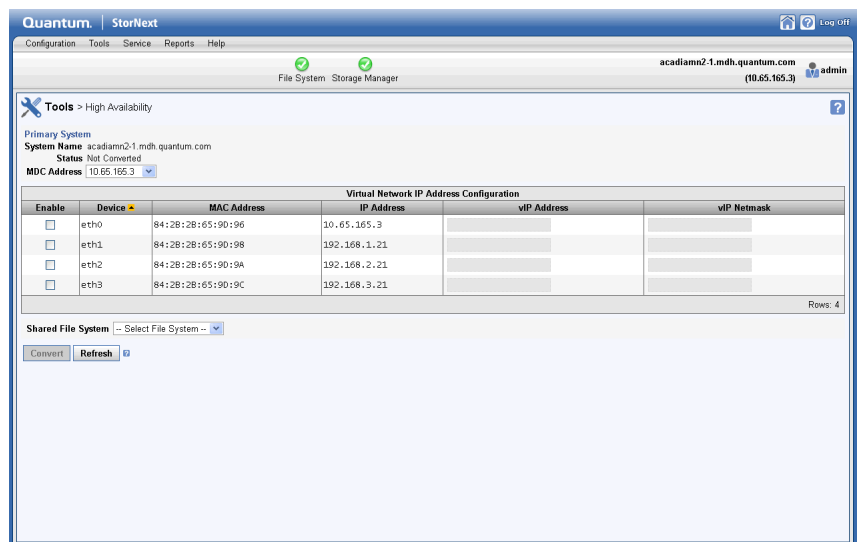 Quantum. StorNext Log Off
Configuration Tools Service Reports Help
File System Storage Manager
acadiamn2-1.mdh.quantum.com
(10.65.165.3)
admin
Tools > High Availability
Primary System
System Name acadiamn2-1.mdh.quantum.com
Status Not Converted
MDC Address 10.65.165.3
Virtual Network IP Address Configuration
Enable Device MAC Address IP Address vIP Address vIP Netmask
eth0 84:2B:2B:65:9D:96 10.65.165.3
eth1 84:2B:2B:65:9D:98 192.168.1.21
eth2 84:2B:2B:65:9D:9A 192.168.2.21
eth3 84:2B:2B:65:9D:9C 192.168.3.21
Rows: 4
Shared File System -- Select File System --
Convert Refresh ?